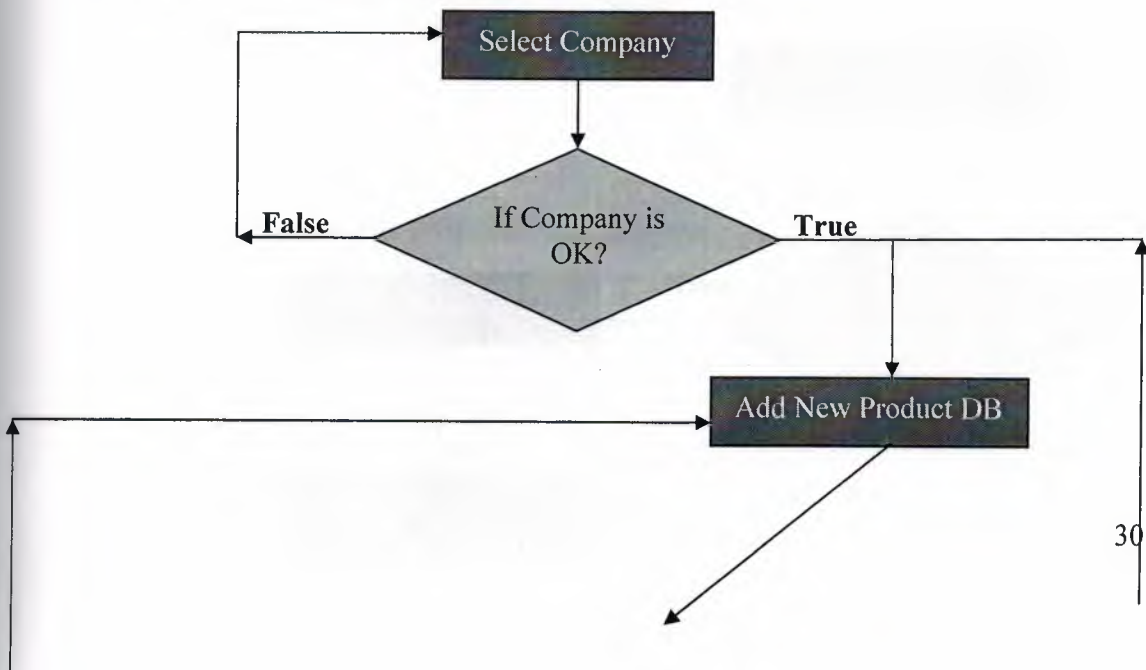 Select Company
If Company is
OK?
False
True
Add New Product DB
30